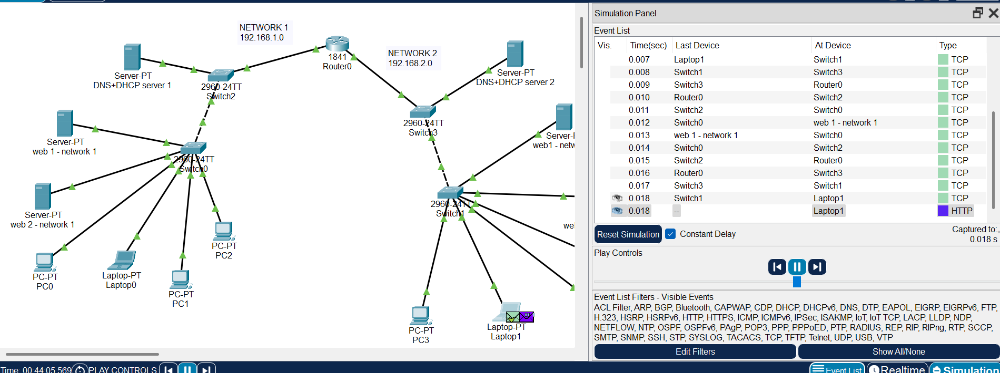 NETWORK 1
192.168.1.0
1841
Router0
NETWORK 2
192.168.2.0
Server-PT
DNS+DHCP server 1
2960-24TT
Switch2
Server-PT
DNS+DHCP server 2
2960-24TT
Switch3
Server-PT
web 1 - network 1
2960-24TT
Switch0
Server-
web1 - netw
2960-24TT
Switch1
Server-PT
web 2 - network 1
we
PC-PT
PC2
PC-PT
PC0
Laptop-PT
Laptop0
PC-PT
PC1
PC-PT
PC3
Laptop-PT
Laptop1
Time: 00:44:05.569 PLAY CONTROLS:
Simulation Panel
Event List
Vis. Time(sec) Last Device At Device Type
0.007 Laptop1 Switch1 TCP
0.008 Switch1 Switch3 TCP
0.009 Switch3 Router0 TCP
0.010 Router0 Switch2 TCP
0.011 Switch2 Switch0 TCP
0.012 Switch0 web 1 - network 1 TCP
0.013 web 1 - network 1 Switch0 TCP
0.014 Switch0 Switch2 TCP
0.015 Switch2 Router0 TCP
0.016 Router0 Switch3 TCP
0.017 Switch3 Switch1 TCP
0.018 Switch1 Laptop1 TCP
0.018 -- Laptop1 HTTP
Reset Simulation Constant Delay
Captured to:
0.018 s
Play Controls
Event List Filters - Visible Events
ACL Filter, ARP, BGP, Bluetooth, CAPWAP, CDP, DHCP, DHCPv6, DNS, DTP, EAPOL, EIGRP, EIGRPv6, FTP,
H.323, HSRP, HSRPv6, HTTP, HTTPS, ICMP, ICMPv6, IPSec, ISAKMP, IoT, IoT TCP, LACP, LLDP, NDP,
NETFLOW, NTP, OSPF, OSPFv6, PAgP, POP3, PPP, PPPoED, PTP, RADIUS, REP, RIP, RIPng, RTP, SCCP,
SMTP, SNMP, SSH, STP, SYSLOG, TACACS, TCP, TFTP, Telnet, UDP, USB, VTP
Edit Filters Show All/None
Event List Realtime Simulation